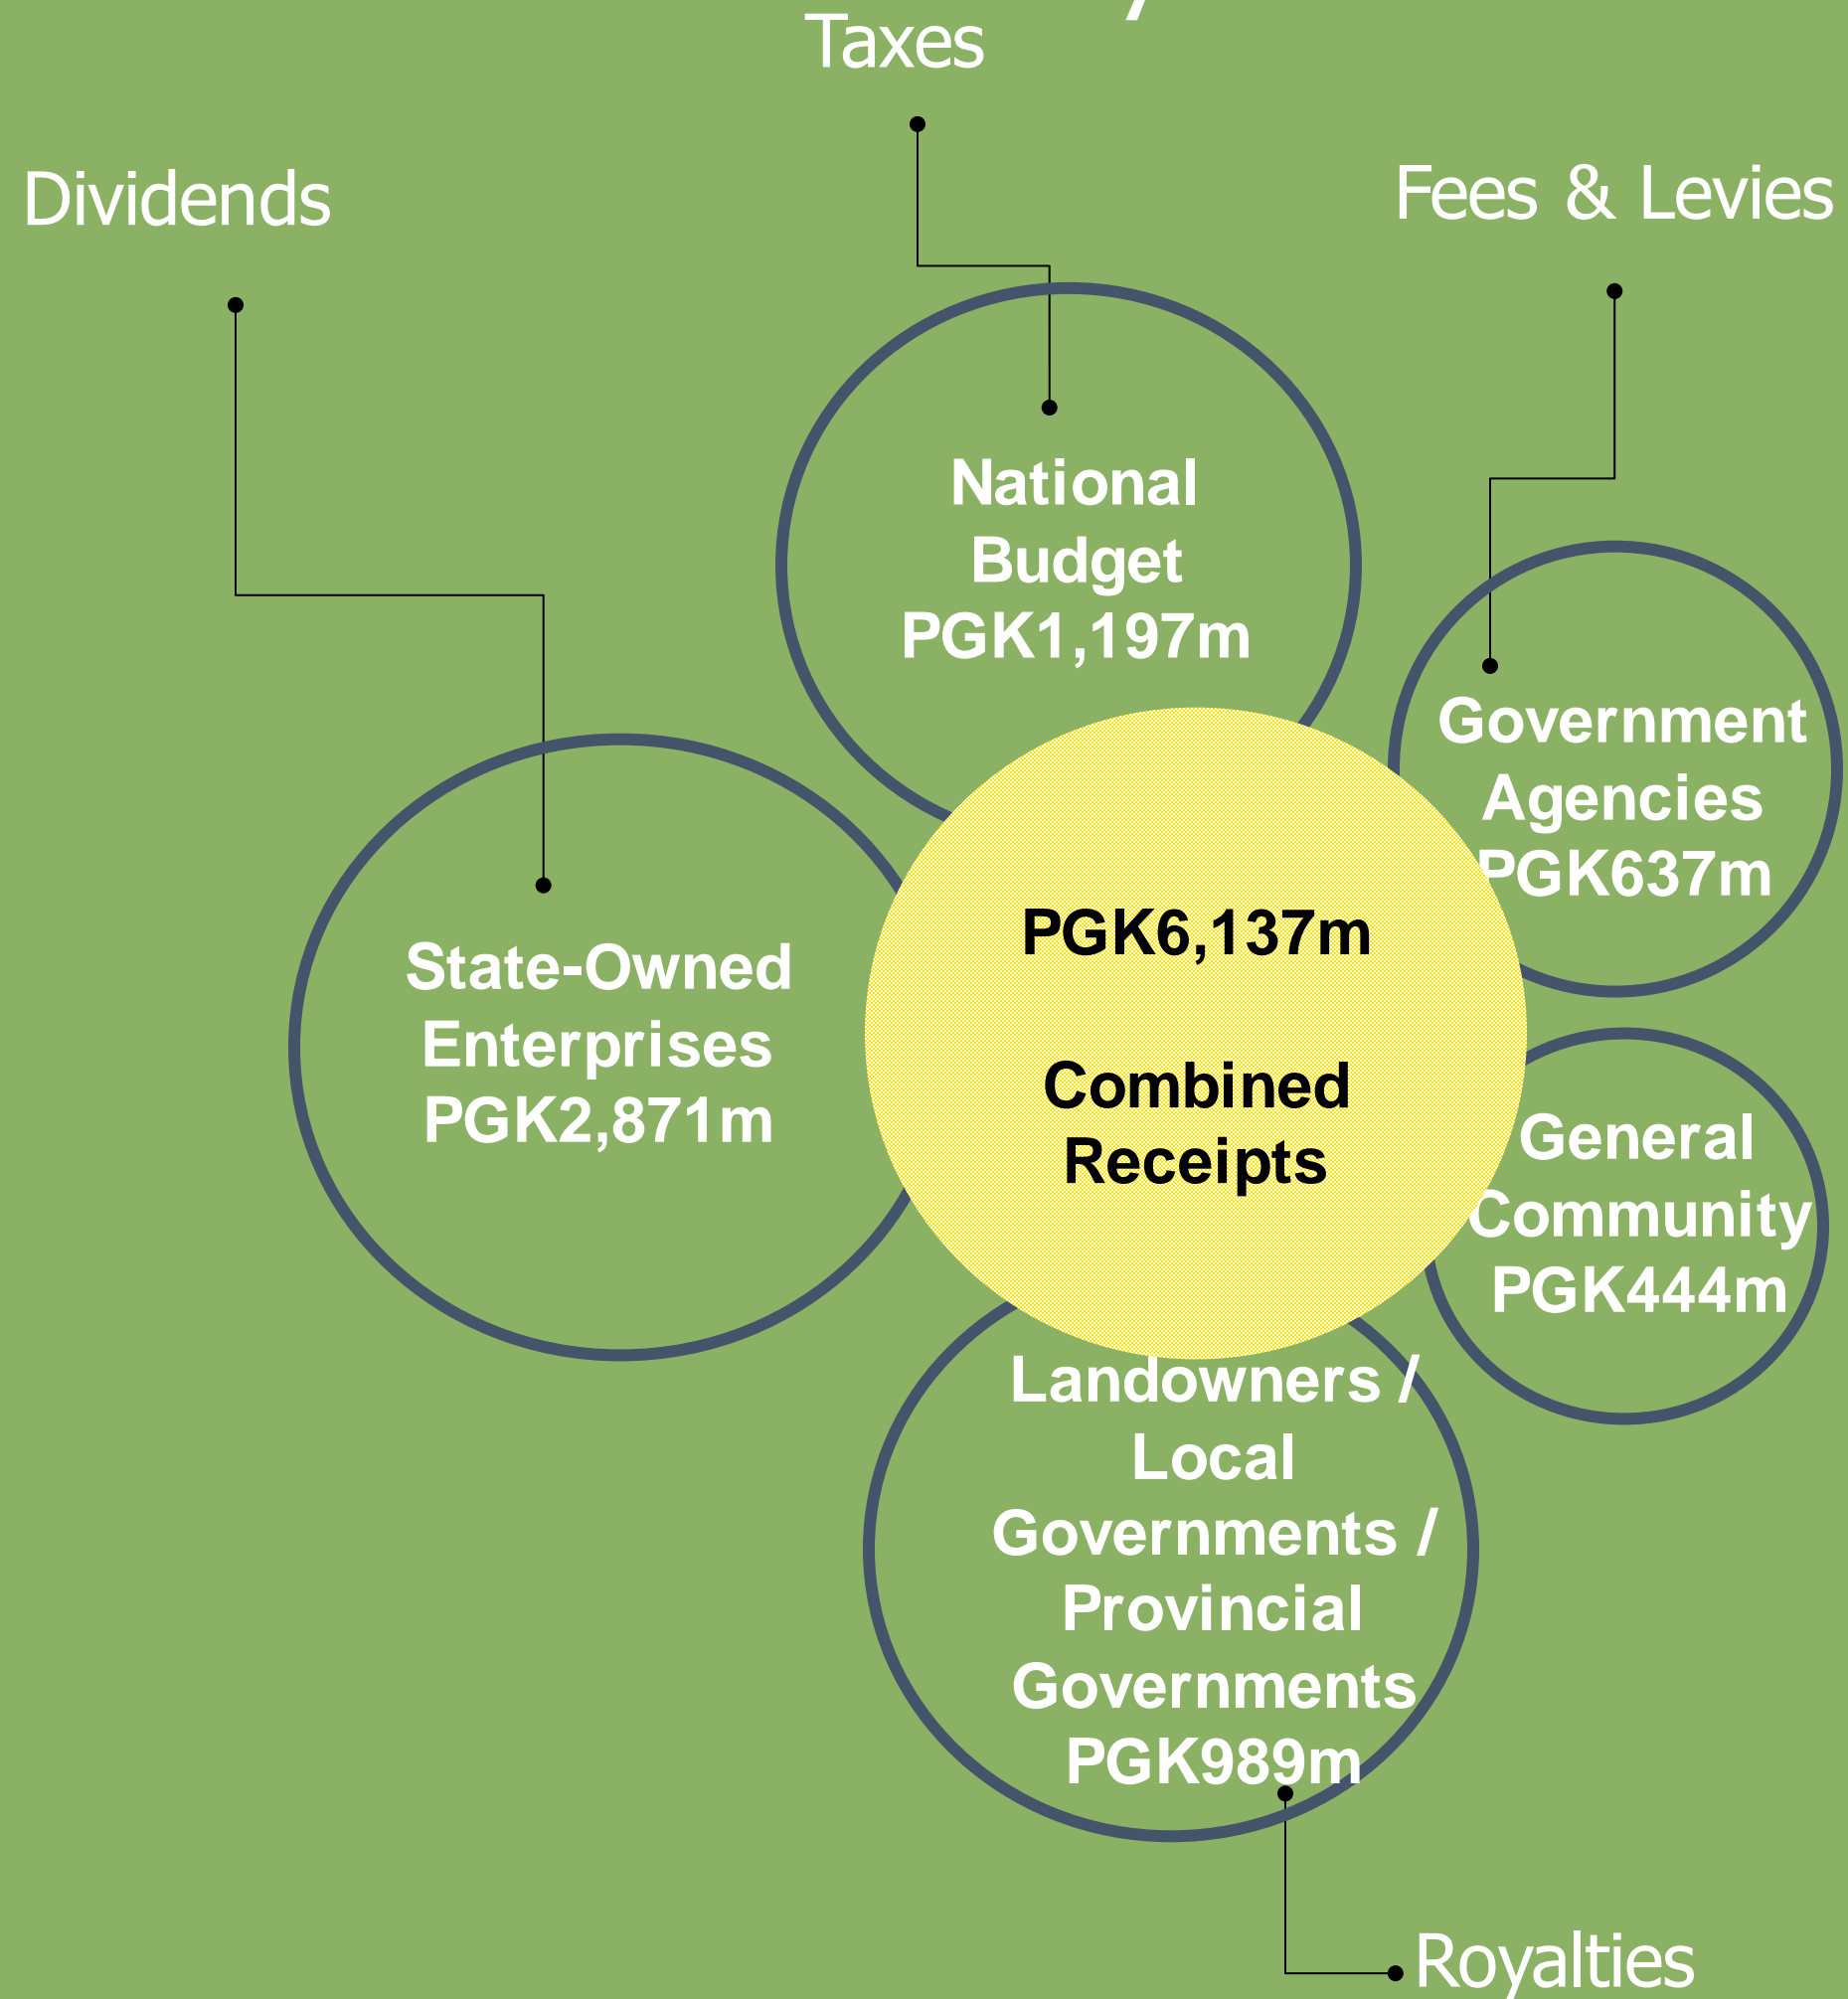 Taxes
Dividends
Fees & Levies
National
Budget
PGK1,197m
Government
Agencies
PGK637m
State-Owned
Enterprises
PGK2,871m
PGK6,137m
Combined
Receipts
General
Community
PGK444m
Landowners /
Local
Governments /
Provincial
Governments
PGK989m
Royalties